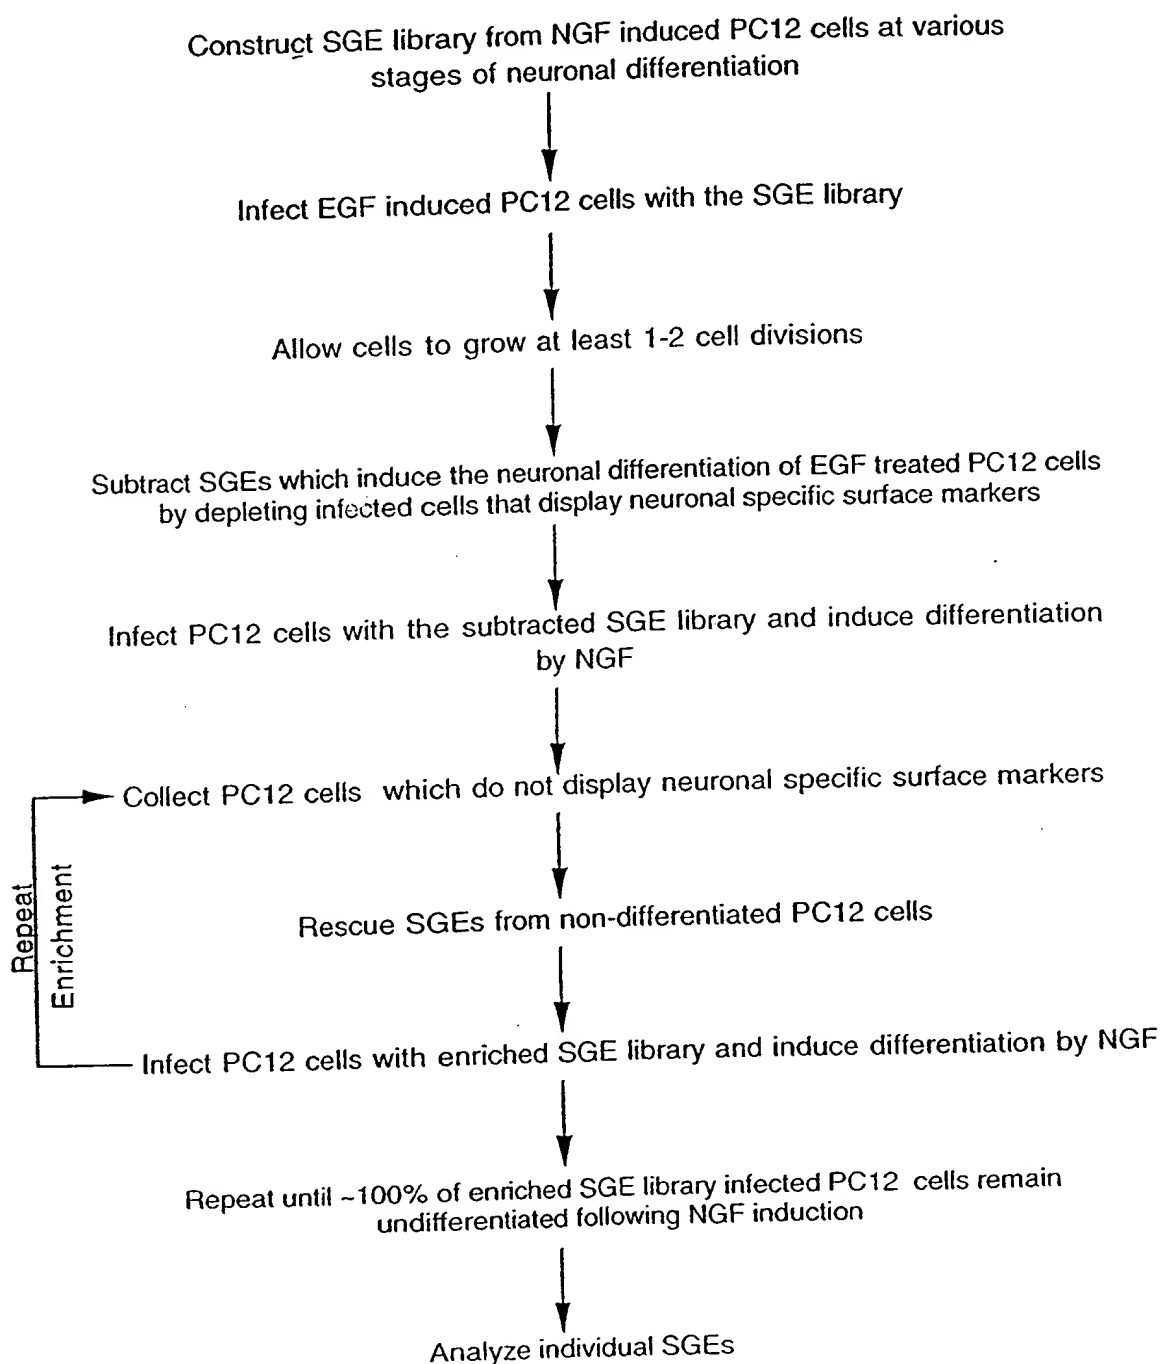 Construct SGE library from NGF induced PC12 cells at various
stages of neuronal differentiation
Infect EGF induced PC12 cells with the SGE library
Allow cells to grow at least 1-2 cell divisions
Subtract SGEs which induce the neuronal differentiation of EGF treated PC12 cells
by depleting infected cells that display neuronal specific surface markers
Infect PC12 cells with the subtracted SGE library and induce differentiation
by NGF
Collect PC12 cells which do not display neuronal specific surface markers
Repeat
Enrichment
Rescue SGEs from non-differentiated PC12 cells
Infect PC12 cells with enriched SGE library and induce differentiation by NGF
Repeat until ~100% of enriched SGE library infected PC12 cells remain
undifferentiated following NGF induction
Analyze individual SGEs